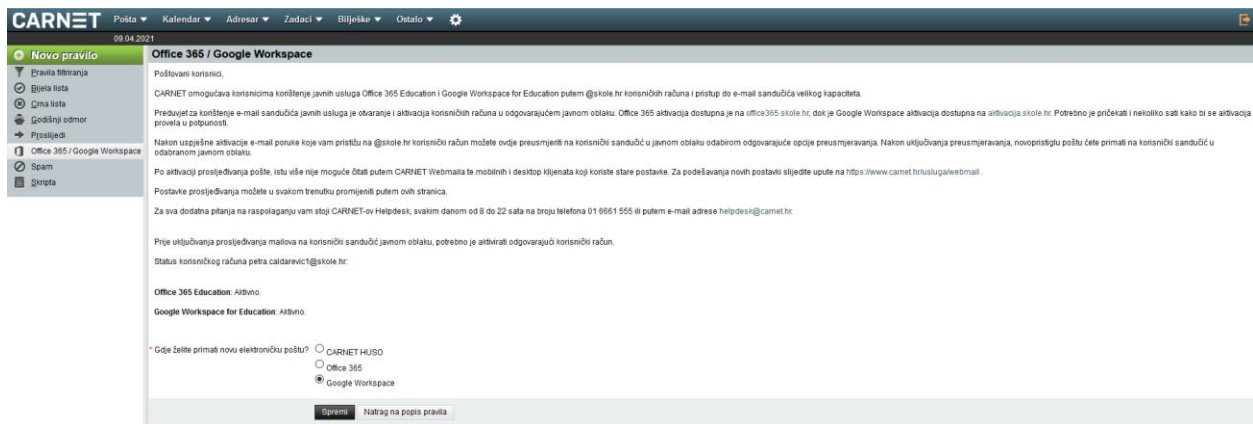 CARNET Pošta Kalendar Adresar Zadaci Bilješke Ostalo
09.04.2021
Novo pravilo
Pravila filtriranja
Bijela lista
Crna lista
Godišnji odmor
Proslijedi
Office 365 / Google Workspace
Spam
Skripta
Office 365 / Google Workspace
Poštovani korisnici,
CARNET omogućava korisnicima korištenje javnih usluga Office 365 Education i Google Workspace for Education putem @skole.hr korisničkih računa i pristup do e-mail sandučića velikog kapaciteta.
Preduvjet za korištenje e-mail sandučića javnih usluga je otvaranje i aktivacija korisničkih računa u odgovarajućem javnom oblaku. Office 365 aktivacija dostupna je na office365.skole.hr, dok je Google Workspace aktivacija dostupna na aktivacija.skole.hr. Potrebno je pričekati i nekoliko sati kako bi se aktivacija
provela u potpunosti.
Nakon uspješne aktivacije e-mail poruke koje vam pristižu na @skole.hr korisnički račun možete ovdje preusmjeriti na korisnički sandučić u javnom oblaku odabirom odgovarajuće opcije preusmjeravanja. Nakon uključivanja preusmjeravanja, novopristiglu poštu ćete primati na korisnički sandučić u
odabranom javnom oblaku.
Po aktivaciji prosljeđivanja pošte, istu više nije moguće čitati putem CARNET Webmaila te mobilnih i desktop klijenata koji koriste stare postavke. Za podešavanja novih postavki slijedite upute na https://www.carnet.hr/usluga/webmail .
Postavke prosljeđivanja možete u svakom trenutku promijeniti putem ovih stranica.
Za sva dodatna pitanja na raspolaganju vam stoji CARNET-ov Helpdesk, svakim danom od 8 do 22 sata na broju telefona 01 6661 555 ili putem e-mail adrese helpdesk@carnet.hr.
Prije uključivanja prosljeđivanja mailova na korisnički sandučić javnom oblaku, potrebno je aktivirati odgovarajući korisnički račun.
Status korisničkog računa petra.caldarevic1@skole.hr:
Office 365 Education: Aktivno.
Google Workspace for Education: Aktivno.
* Gdje želite primati novu elektroničku poštu? CARNET HUSO
Office 365
Google Workspace
Spremi Natrag na popis pravila